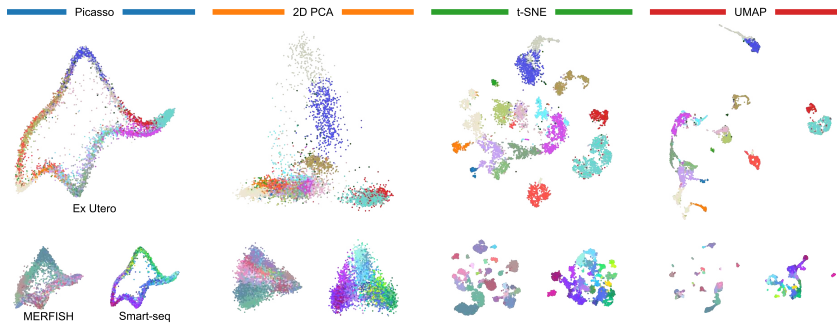 Picasso
2D PCA
t-SNE
UMAP
Ex Utero
MERFISH
Smart-seq